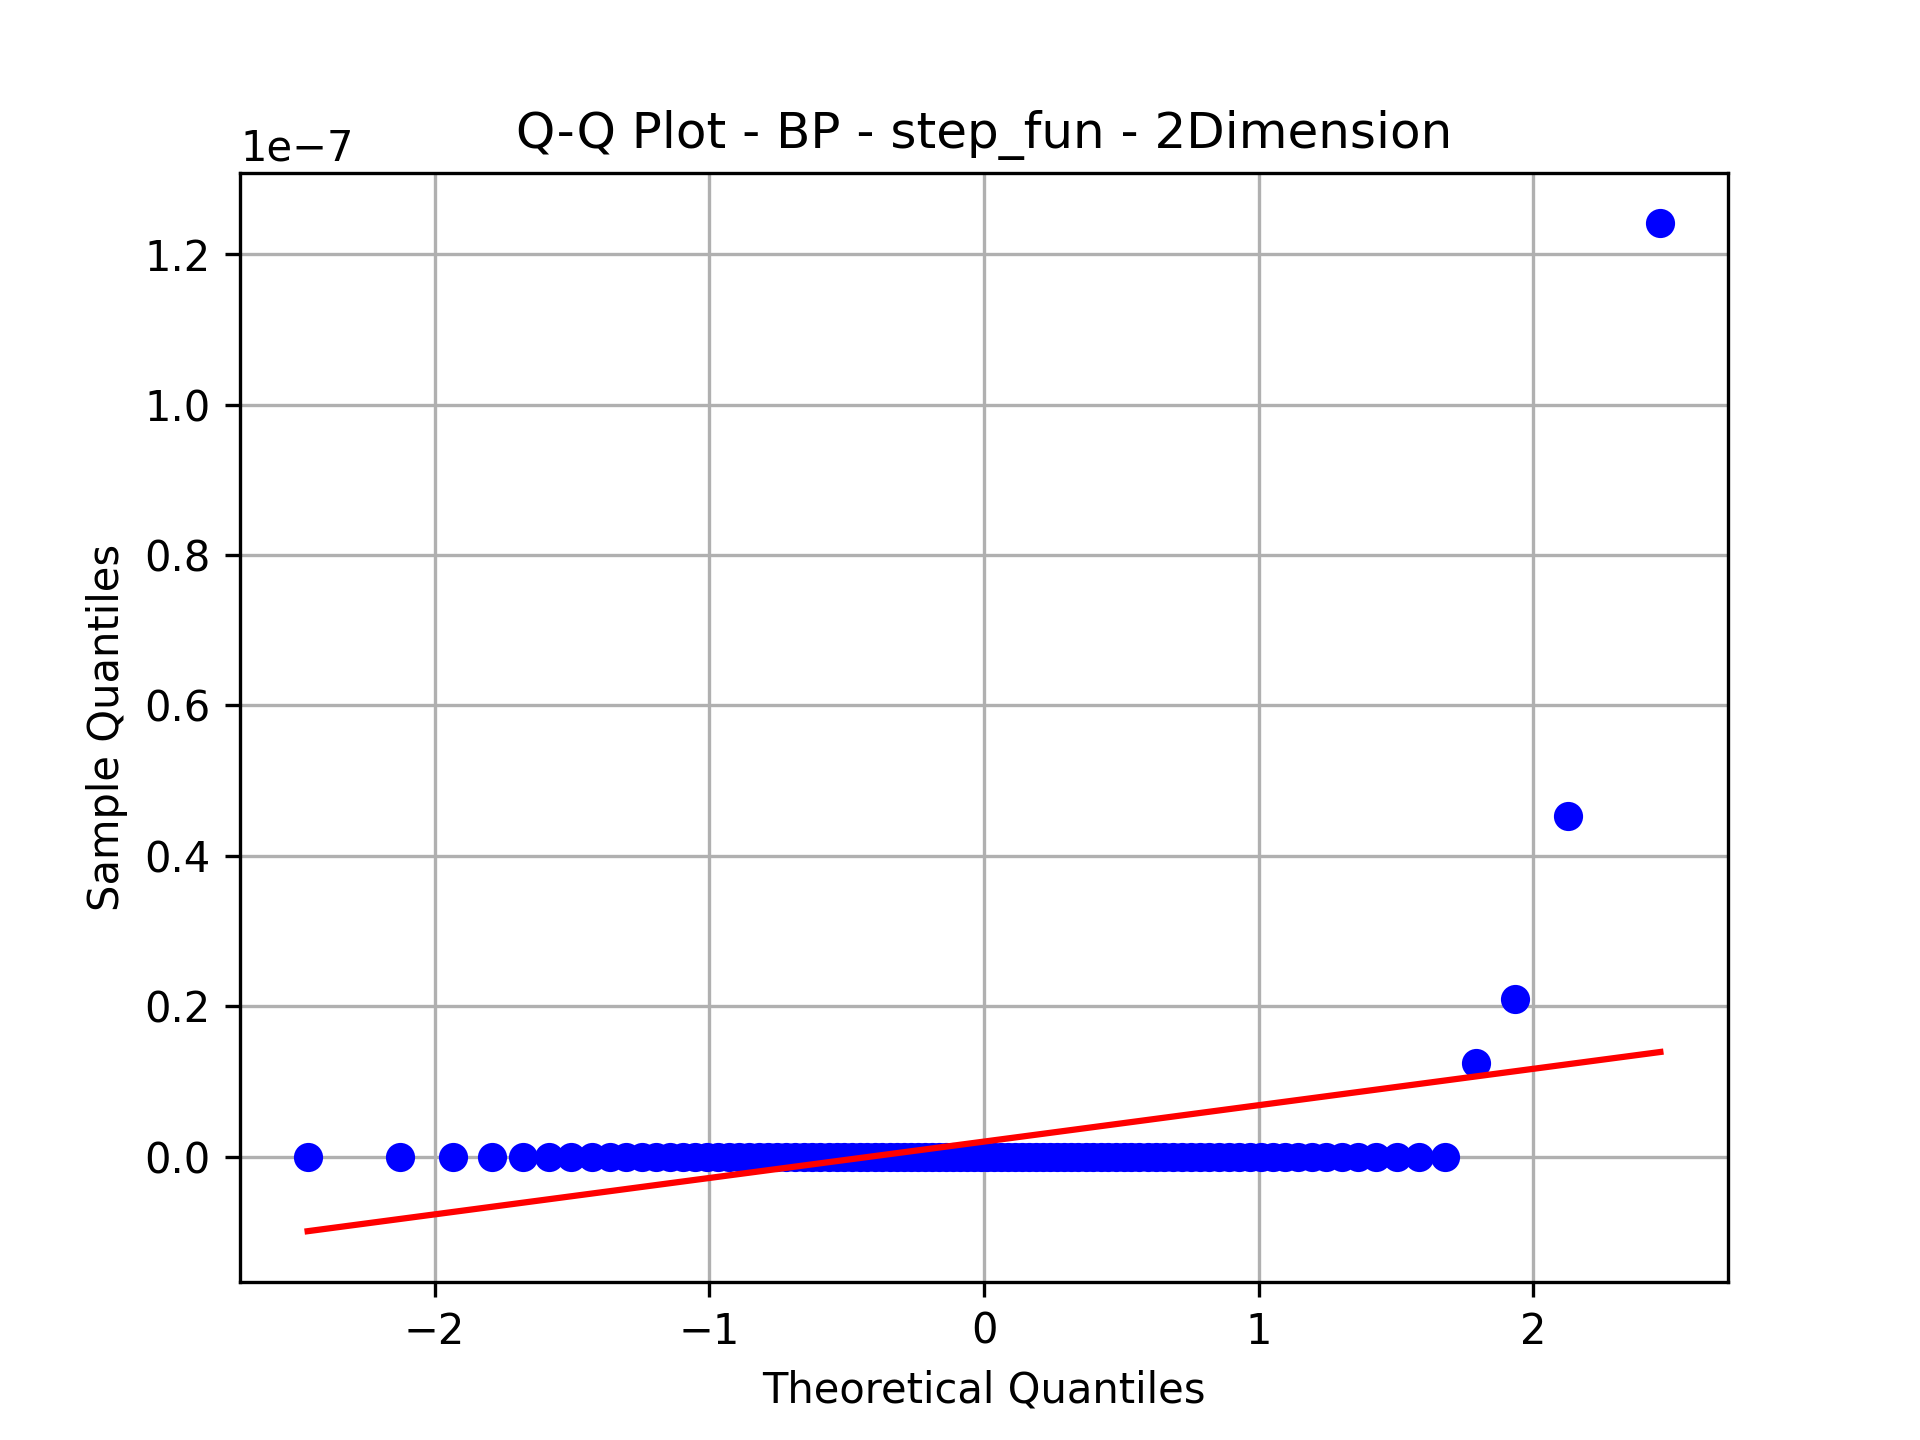 Q-Q Plot - BP - step_fun - 2Dimension
1e−7
1.2
1.0
0.8
0.6
0.4
0.2
0.0
Sample Quantiles
−2 −1 0 1 2
Theoretical Quantiles